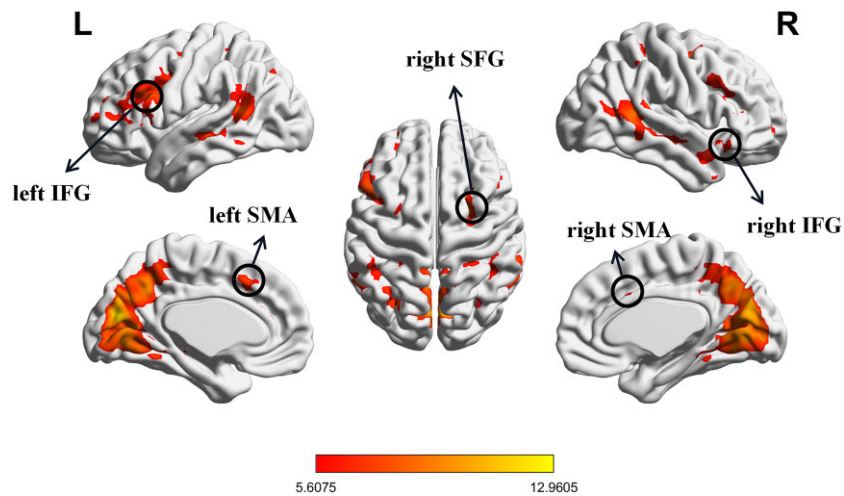 L
R
right SFG
left IFG
left SMA
right SMA
right IFG
5.6075
12.9605